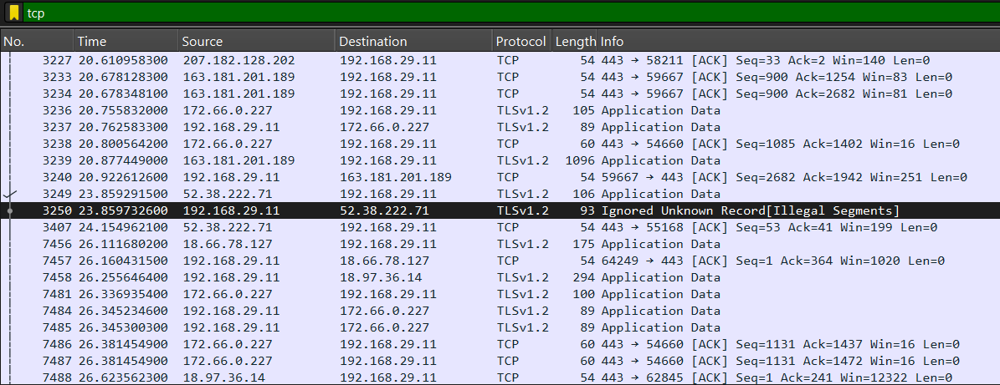 tcp
No. Time Source Destination Protocol Length Info
3227 20.610958300 207.182.128.202 192.168.29.11 TCP 54 443 → 58211 [ACK] Seq=33 Ack=2 Win=140 Len=0
3233 20.678128300 163.181.201.189 192.168.29.11 TCP 54 443 → 59667 [ACK] Seq=900 Ack=1254 Win=83 Len=0
3234 20.678348100 163.181.201.189 192.168.29.11 TCP 54 443 → 59667 [ACK] Seq=900 Ack=2682 Win=81 Len=0
3236 20.755832000 172.66.0.227 192.168.29.11 TLSv1.2 105 Application Data
3237 20.762583300 192.168.29.11 172.66.0.227 TLSv1.2 89 Application Data
3238 20.800564200 172.66.0.227 192.168.29.11 TCP 60 443 → 54660 [ACK] Seq=1085 Ack=1402 Win=16 Len=0
3239 20.877449000 163.181.201.189 192.168.29.11 TLSv1.2 1096 Application Data
3240 20.922612600 192.168.29.11 163.181.201.189 TCP 54 59667 → 443 [ACK] Seq=2682 Ack=1942 Win=251 Len=0
3249 23.859291500 52.38.222.71 192.168.29.11 TLSv1.2 106 Application Data
3250 23.859732600 192.168.29.11 52.38.222.71 TLSv1.2 93 Ignored Unknown Record[Illegal Segments]
3407 24.154962100 52.38.222.71 192.168.29.11 TCP 54 443 → 55168 [ACK] Seq=53 Ack=41 Win=199 Len=0
7456 26.111680200 18.66.78.127 192.168.29.11 TLSv1.2 175 Application Data
7457 26.160431500 192.168.29.11 18.66.78.127 TCP 54 64249 → 443 [ACK] Seq=1 Ack=364 Win=1020 Len=0
7458 26.255646400 192.168.29.11 18.97.36.14 TLSv1.2 294 Application Data
7481 26.336935400 172.66.0.227 192.168.29.11 TLSv1.2 100 Application Data
7484 26.345234600 192.168.29.11 172.66.0.227 TLSv1.2 89 Application Data
7485 26.345300300 192.168.29.11 172.66.0.227 TLSv1.2 89 Application Data
7486 26.381454900 172.66.0.227 192.168.29.11 TCP 60 443 → 54660 [ACK] Seq=1131 Ack=1437 Win=16 Len=0
7487 26.381454900 172.66.0.227 192.168.29.11 TCP 60 443 → 54660 [ACK] Seq=1131 Ack=1472 Win=16 Len=0
7488 26.623562300 18.97.36.14 192.168.29.11 TCP 54 443 → 62845 [ACK] Seq=1 Ack=241 Win=12322 Len=0